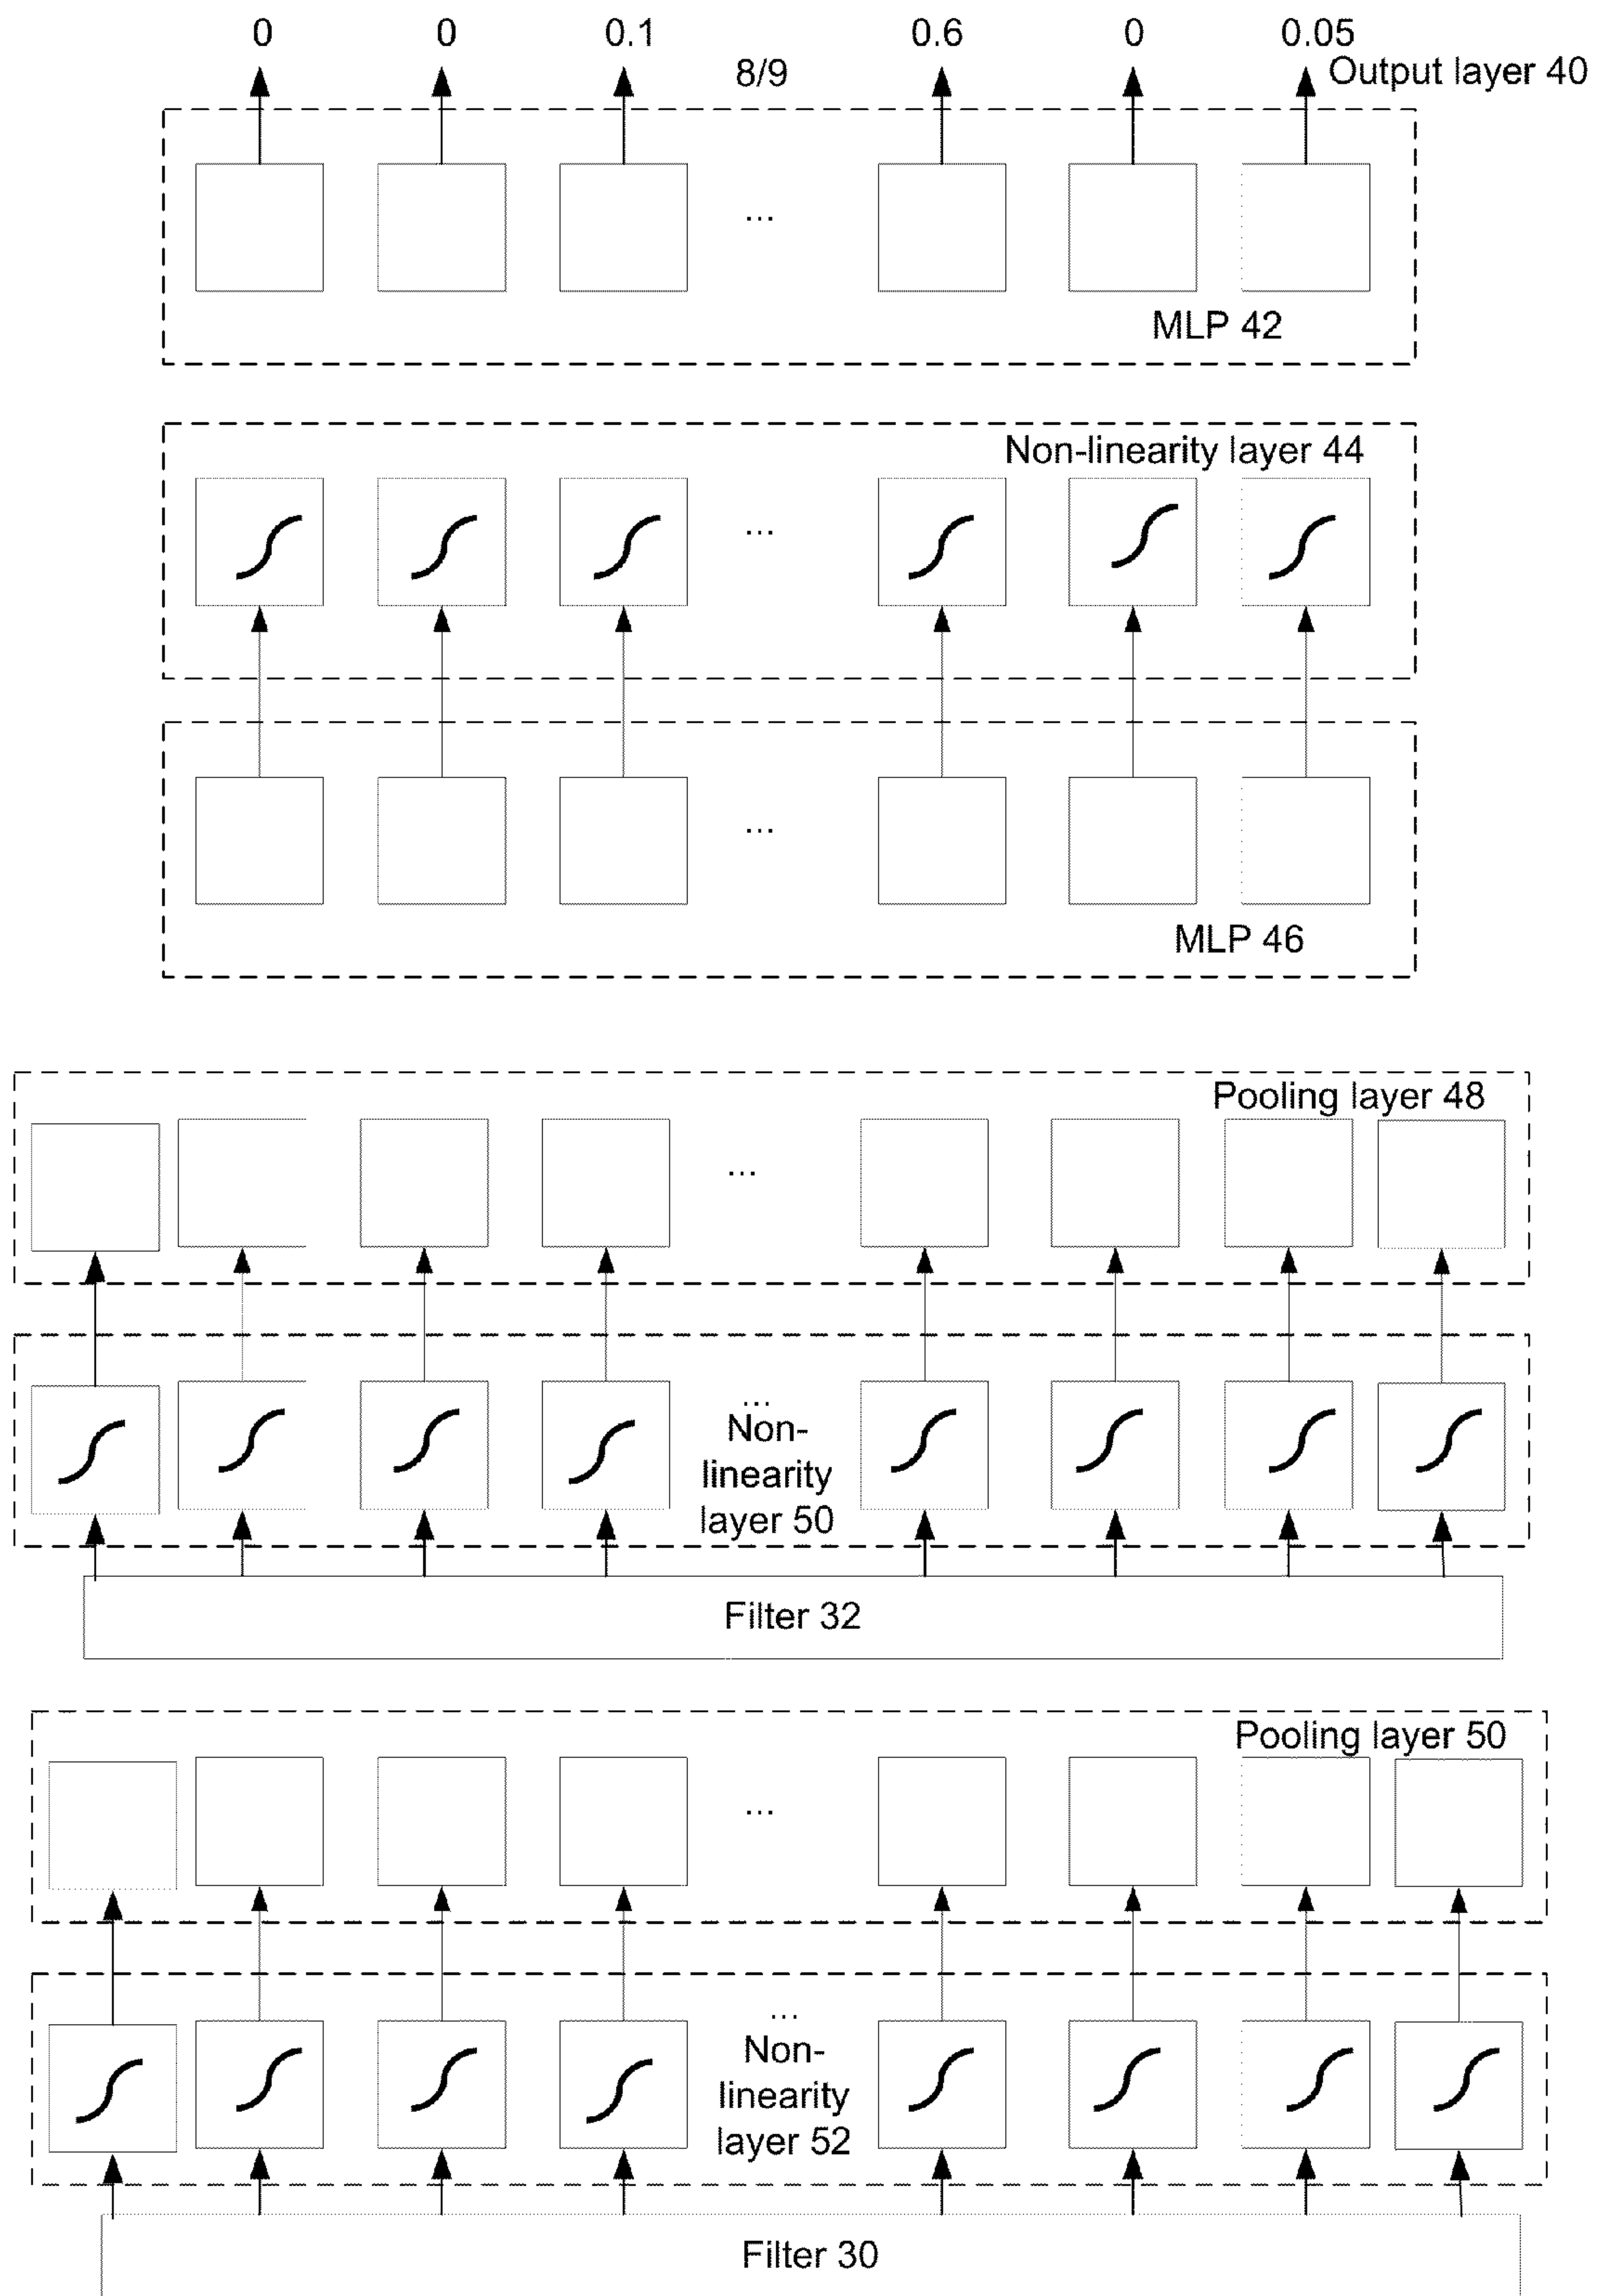 0 0 0.1 0.6 0 0.05
8/9
Output layer 40
...
MLP 42
Non-linearity layer 44
...
...
MLP 46
Pooling layer 48
...
...
Non-
linearity
layer 50
Filter 32
Pooling layer 50
...
...
Non-
linearity
layer 52
Filter 30